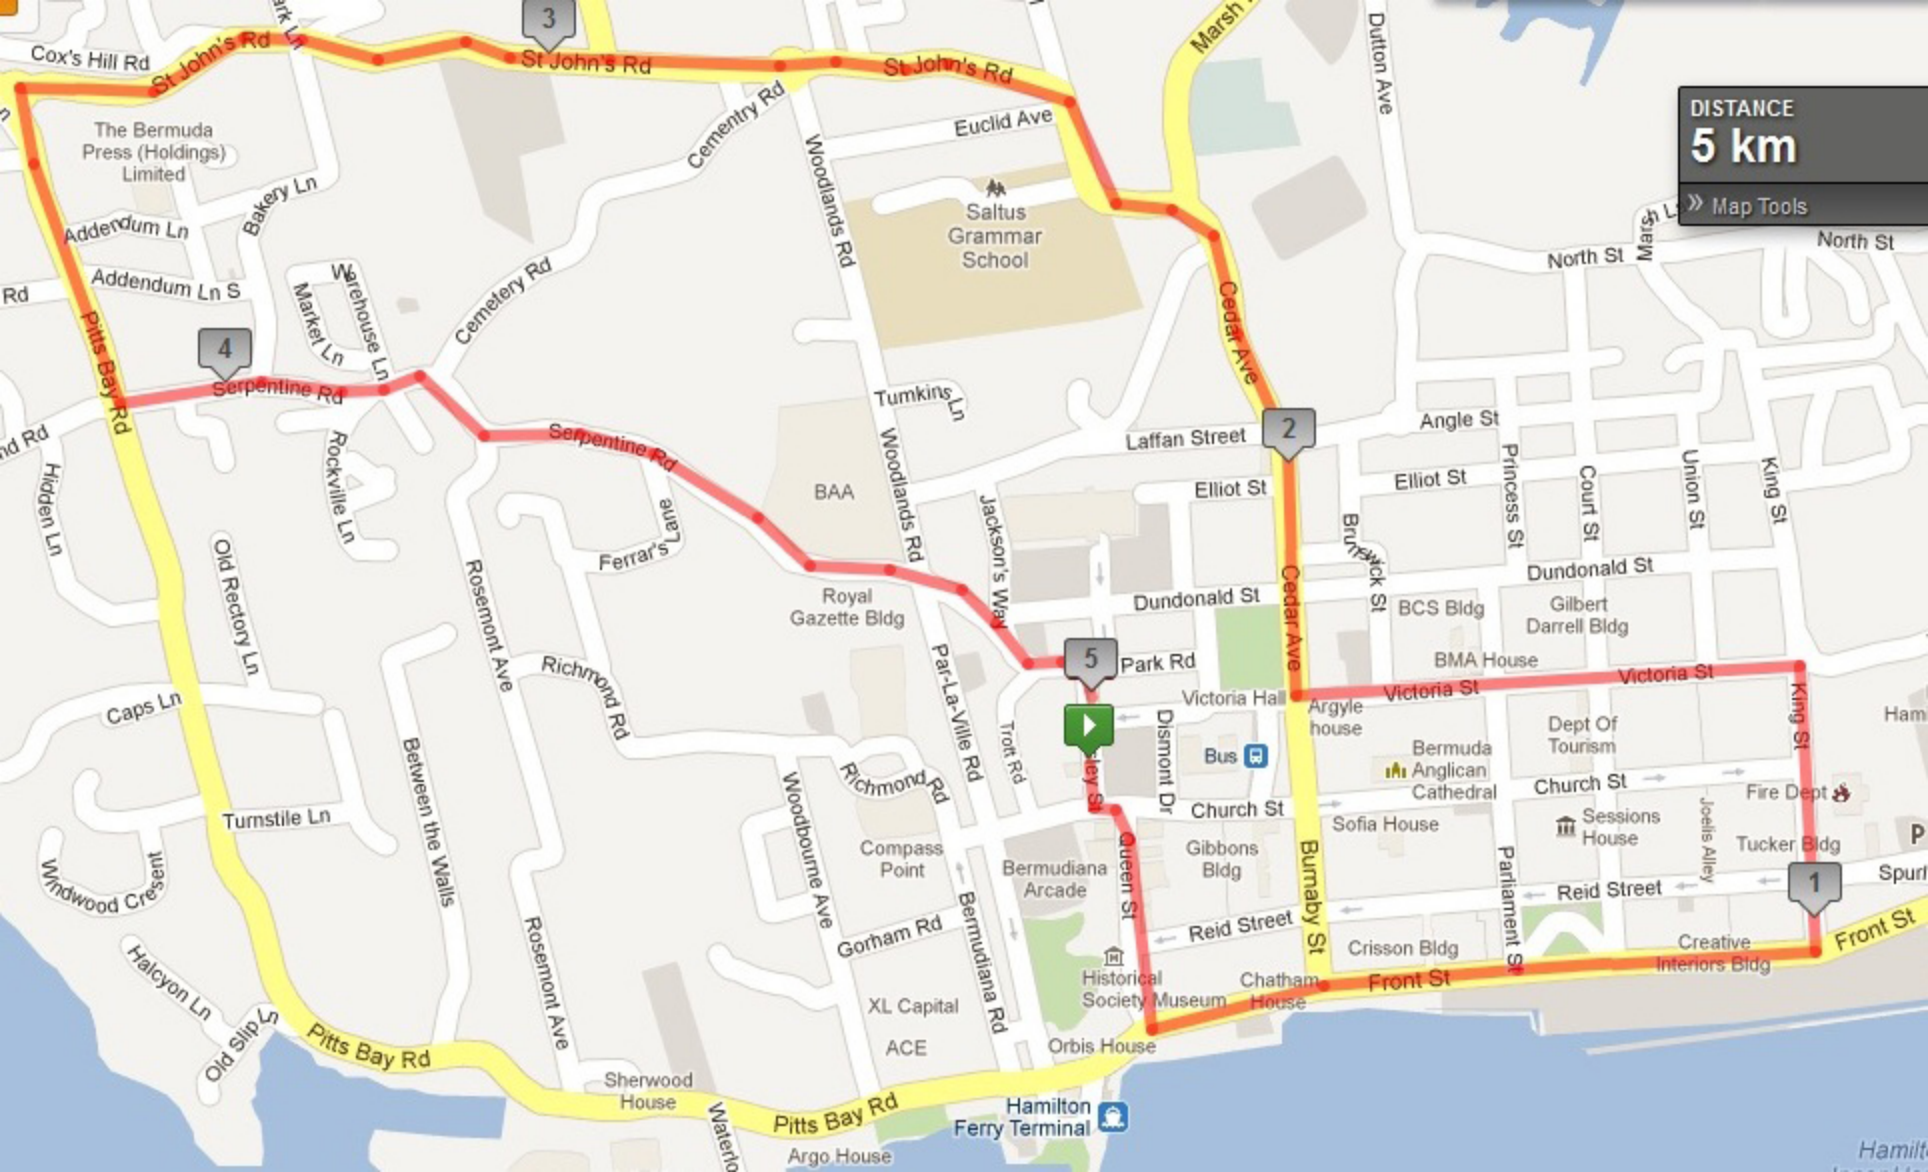 3
Marsh
Cox's Hill Rd
St John's Rd
St John's Rd
St John's Rd
Dutton Ave
DISTANCE
5 km
» Map Tools
The Bermuda
Press (Holdings)
Limited
Cementry Rd
Euclid Ave
Woodlands Rd
Bakery Ln
Addendum Ln
Saltus
Grammar
School
North St
North St
Addendum Ln S
Rd
Warehouse Ln
Market Ln
Cemetery Rd
Pitts Bay Rd
4
Serpentine Rd
Cedar Ave
Tumkins Ln
2
Angle St
Laffan Street
Serpentine Rd
Hidden Ln
Rockville Ln
BAA
Woodlands Rd
Elliot St
Elliot St
Princess St
Court St
Union St
King St
Jackson's Way
Ferrar's Lane
Brunswick St
Old Rectory Ln
Rosemont Ave
Dundonald St
Dundonald St
Royal
Gazette Bldg
BCS Bldg
Gilbert
Darrell Bldg
Cedar Ave
5
Park Rd
BMA House
Victoria St
Victoria St
Richmond Rd
Par-La-Ville Rd
Victoria Hall
Argyle
house
King St
Caps Ln
Trott Rd
Dismont Dr
Dept Of
Tourism
Between the Walls
Bus
Bermuda
Anglican
Cathedral
Church St
Church St
Richmond Rd
Woodbourne Ave
Fire Dept
Turnstile Ln
Sofia House
Sessions
House
Joelis Alley
Tucker Bldg
Compass
Point
Bermudiana
Arcade
Queen St
Gibbons
Bldg
Burnaby St
Parliament St
1
Windwood Cresent
Reid Street
Reid Street
Front St
Gorham Rd
Bermudiana Rd
Rosemont Ave
Crisson Bldg
Creative
Interiors Bldg
Halcyon Ln
Historical
Society Museum
Chatham
House
Front St
XL Capital
Old Slip Ln
Pitts Bay Rd
ACE
Orbis House
Sherwood
House
Pitts Bay Rd
Hamilton
Ferry Terminal
Argo House